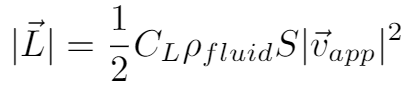 |\vec{L}| = \frac{1}{2} C_L \rho_{fluid} S |\vec{v}_{app}|^2